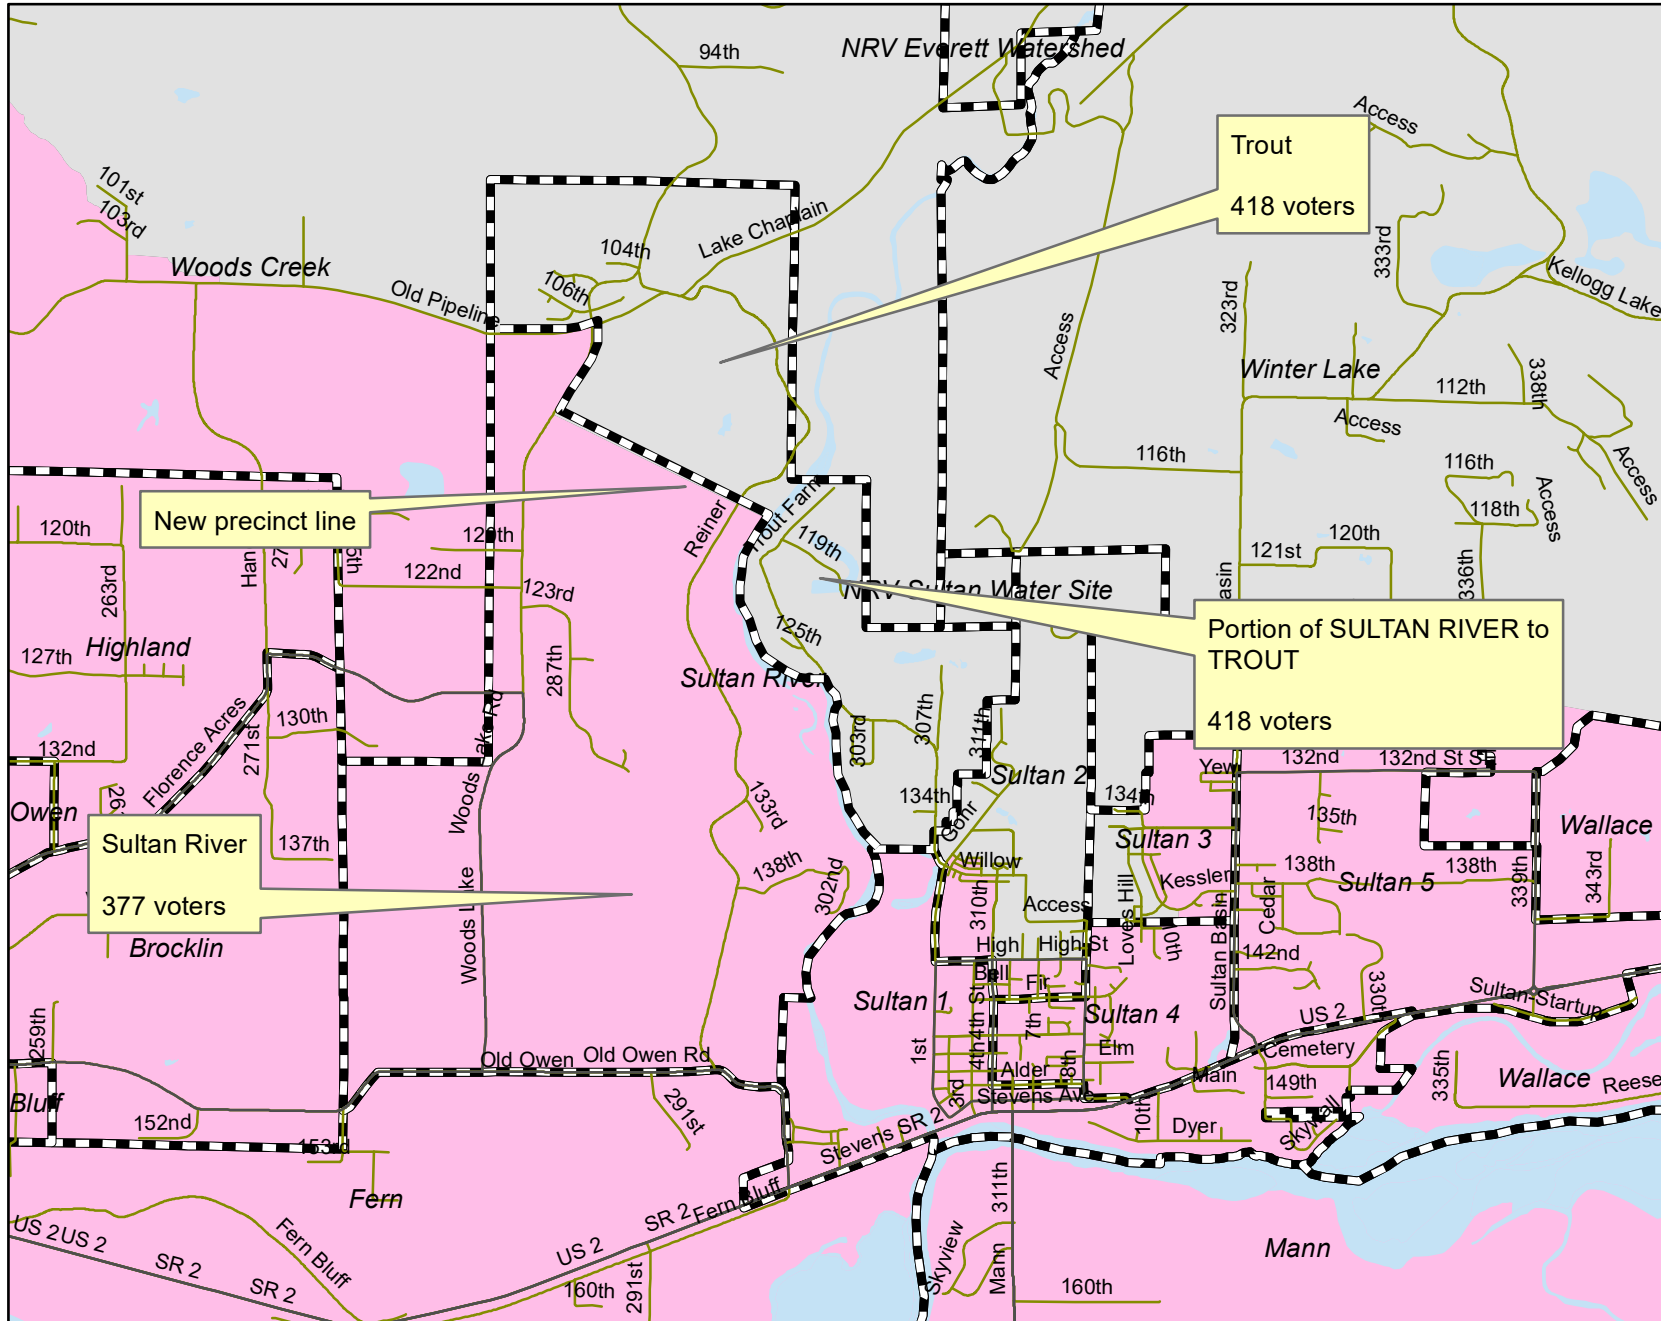 94th
NRV Everett Watershed
Access
Trout
418 voters
101st
103rd
Woods Creek
104th
Lake Chaplain
106th
Old Pipeline
333rd
Kellogg Lake
323rd
Access
Winter Lake
112th
338th
Access
116th
116th
Access
Access
118th
New precinct line
120th
Han
122nd
263rd
123rd
Reiner
Trout Farm
119th
NRV Sultan Water Site
121st
120th
336th
asin
Portion of SULTAN RIVER to
TROUT
418 voters
Highland
127th
125th
287th
Sultan River
303rd
307th
311th
130th
271st
Florence Acres
132nd
Woods Lake Rd
Sultan 2
Yew
132nd
132nd St SE
Owen
134th
134th
Gohr
135th
Wallace
Sultan River
377 voters
137th
133rd
138th
302nd
Willow
Sultan 3
Kessler
138th
138th
Sultan 5
339th
343rd
310th
Access
Loves Hill
Cedar
Brocklin
Woods Lake
High
High St
10th
Sultan Basin
142nd
330th
Bell
Fir
Sultan 1
4th St
Sultan 4
US 2
Sultan-Startup
259th
1st
4th
7th
Elm
Cemetery
Old Owen
Old Owen Rd
Alder
8th
Main
149th
335th
Wallace
Reese
Bluff
152nd
291st
3rd
Stevens Ave
10th
Dyer
Skywall
153rd
Stevens
SR 2
Fern
311th
SR 2
Fern Bluff
US 2
US 2
Fern Bluff
SR 2
SR 2
US 2
160th
291st
Skyview
Mann
160th
Mann